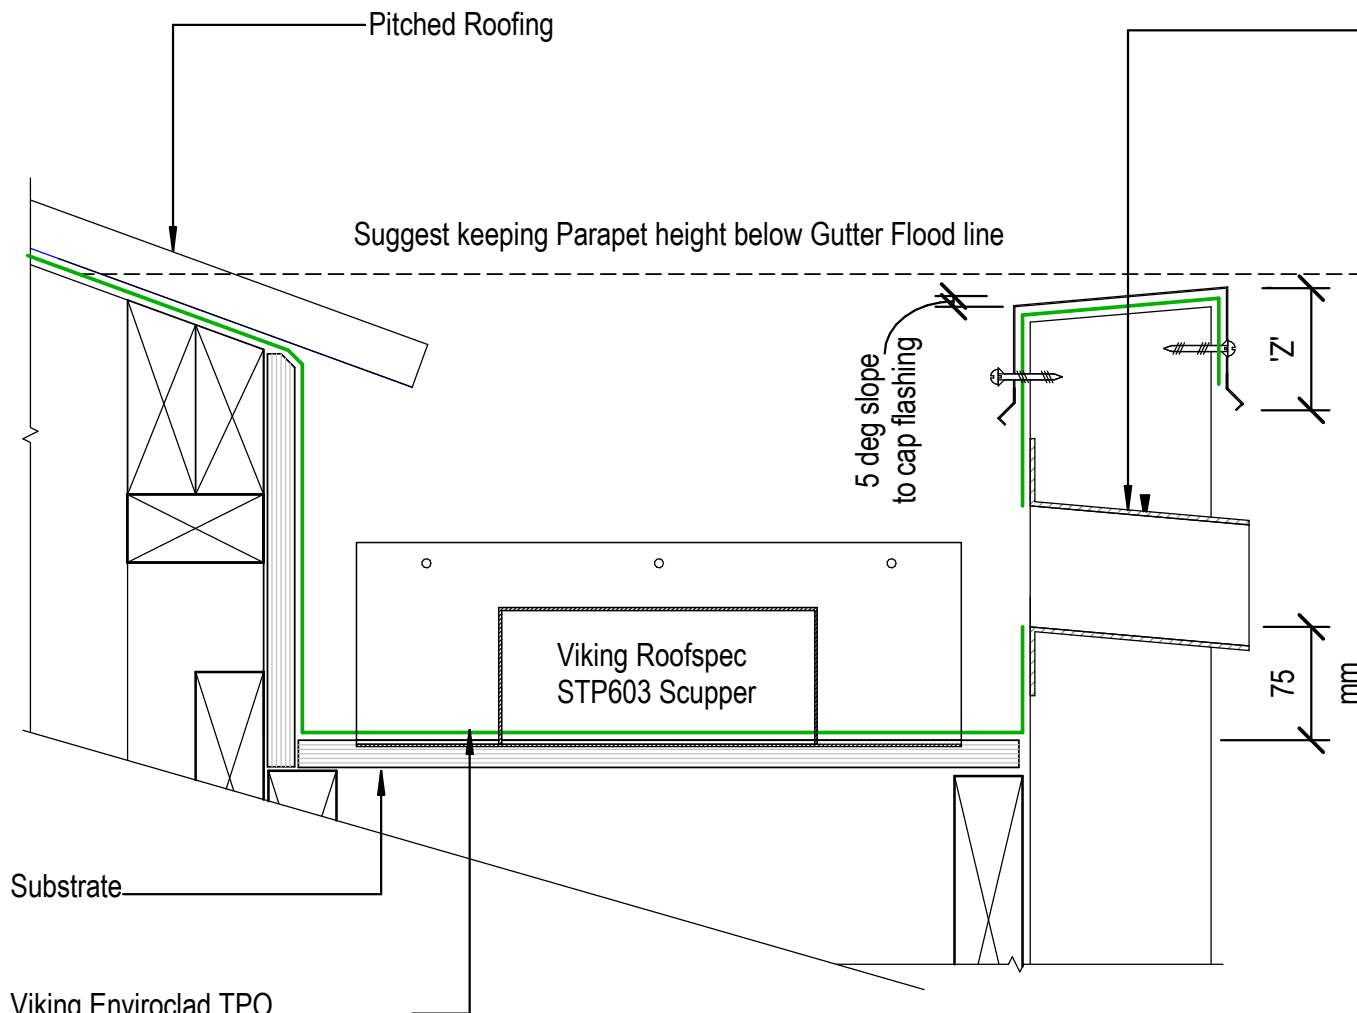 Pitched Roofing
Suggest keeping Parapet height below Gutter Flood line
5 deg slope
to cap flashing
'Z'
Viking Roofspec
STP603 Scupper
75
mm
Substrate
Viking Enviroclad TPO